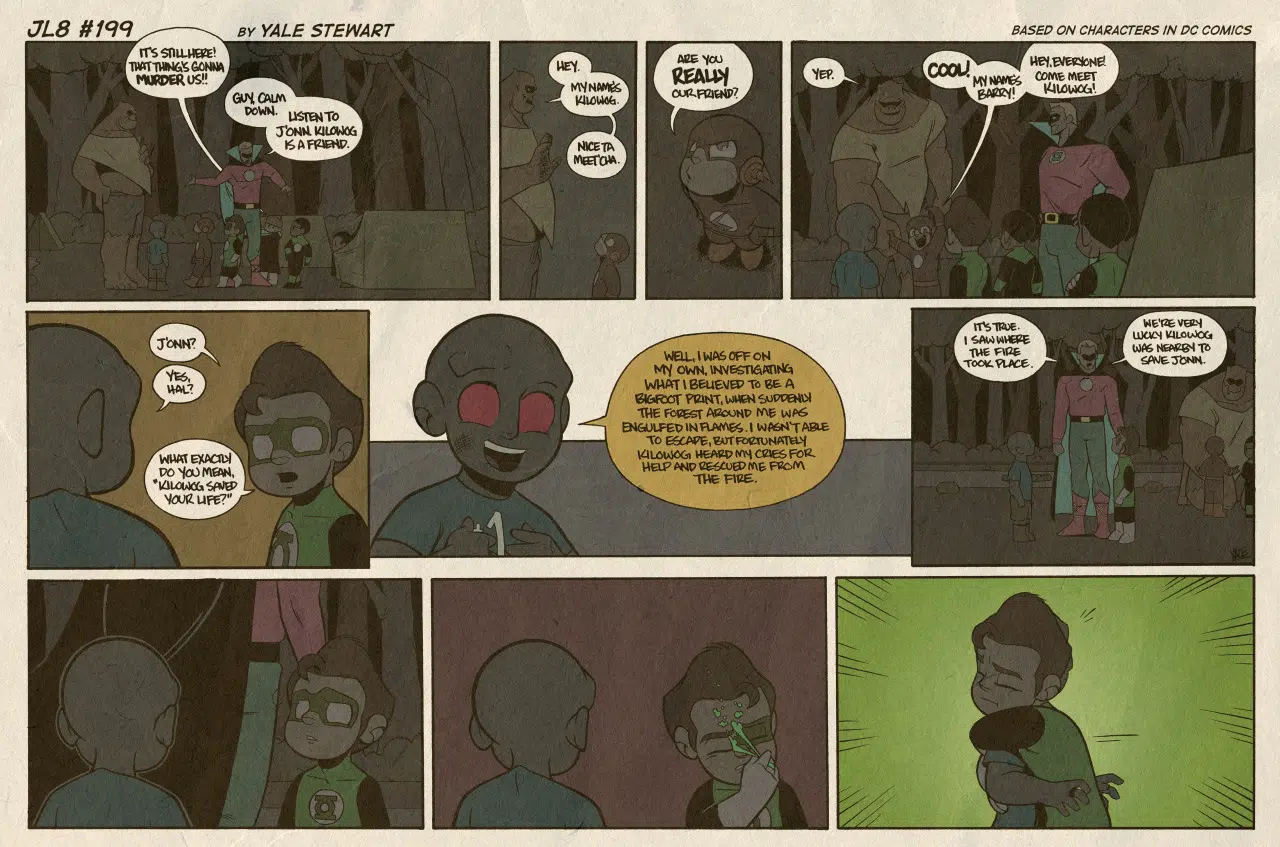 JL8 #199
BY YALE STEWART
BASED ON CHARACTERS IN DC COMICS
IT'S STILL HERE!
THAT THING'S GONNA
MURDER US!!
GUY, CALM
DOWN.
LISTEN TO
J'ONN. KILOWOG
IS A FRIEND.
HEY.
MY NAME'S
KILOWOG.
NICE TA
MEETCHA.
ARE YOU
REALLY
OUR FRIEND?
YEP.
COOL!
MY NAME'S
BARRY!
HEY, EVERYONE!
COME MEET
KILOWOG!
J'ONN?
YES,
HAL?
WHAT EXACTLY
DO YOU MEAN,
"KILOWOG SAVED
YOUR LIFE?"
1
WELL, I WAS OFF ON
MY OWN, INVESTIGATING
WHAT I BELIEVED TO BE A
BIGFOOT PRINT, WHEN SUDDENLY
THE FOREST AROUND ME WAS
ENGULFED IN FLAMES. I WASN'T ABLE
TO ESCAPE, BUT FORTUNATELY
KILOWOG HEARD MY CRIES FOR
HELP AND RESCUED ME FROM
THE FIRE.
IT'S TRUE.
I SAW WHERE
THE FIRE
TOOK PLACE.
WE'RE VERY
LUCKY KILOWOG
WAS NEARBY TO
SAVE J'ONN.
YALE